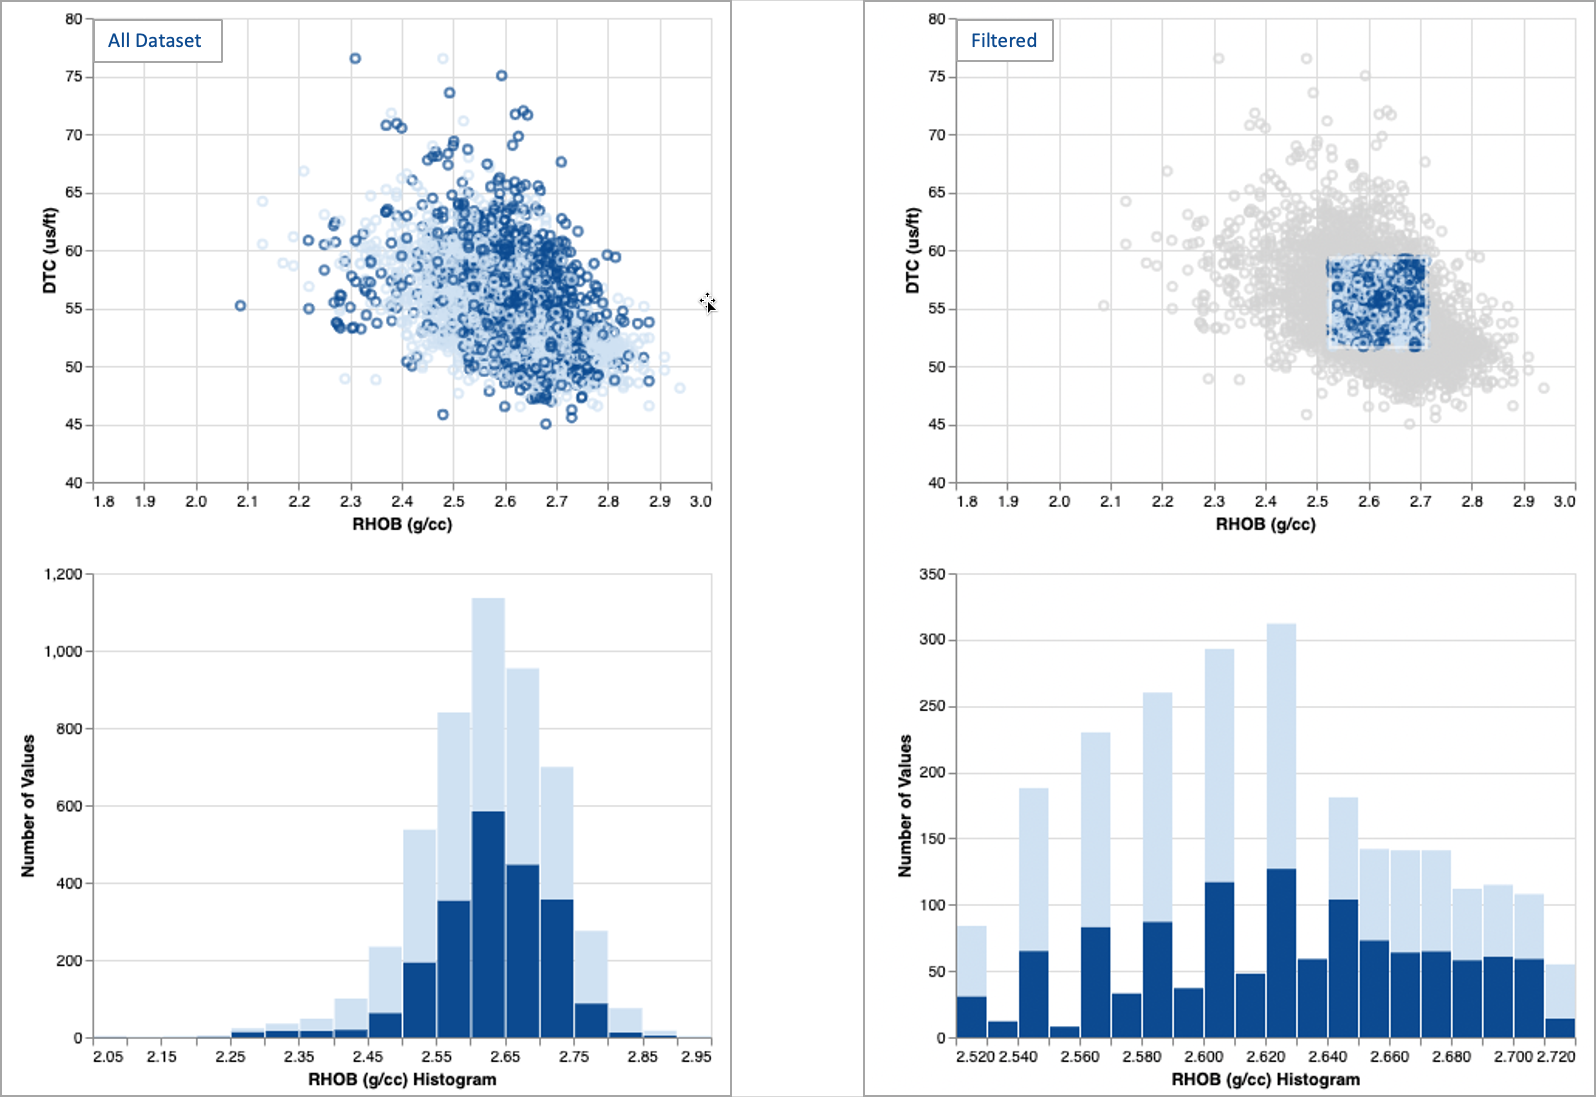 All Dataset
80
75
70
65
60
55
50
45
40
DTC (us/ft)
1.8 1.9 2.0 2.1 2.2 2.3 2.4 2.5 2.6 2.7 2.8 2.9 3.0
RHOB (g/cc)
Filtered
80
75
70
65
60
55
50
45
40
DTC (us/ft)
1.8 1.9 2.0 2.1 2.2 2.3 2.4 2.5 2.6 2.7 2.8 2.9 3.0
RHOB (g/cc)
1,200
1,000
800
600
400
200
0
Number of Values
2.05 2.15 2.25 2.35 2.45 2.55 2.65 2.75 2.85 2.95
RHOB (g/cc) Histogram
350
300
250
200
150
100
50
0
Number of Values
2.520 2.540 2.560 2.580 2.600 2.620 2.640 2.660 2.680 2.700 2.720
RHOB (g/cc) Histogram